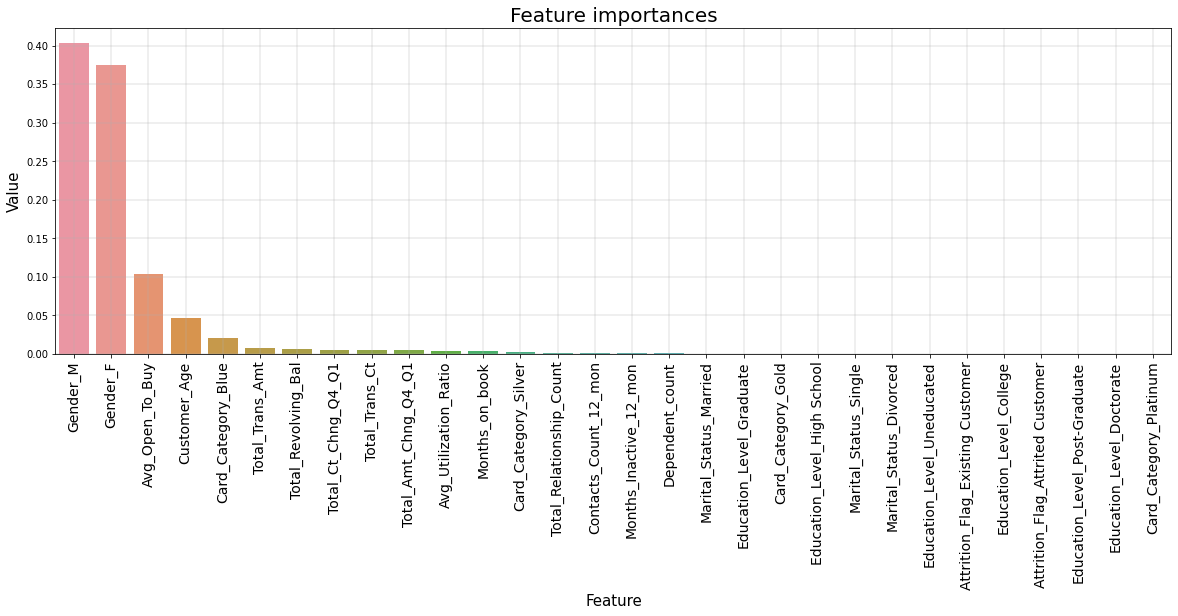 Feature importances
Value
0.40
0.35
0.30
0.25
0.20
0.15
0.10
0.05
0.00
Gender_M
Gender_F
Avg_Open_To_Buy
Customer_Age
Card_Category_Blue
Total_Trans_Amt
Total_Revolving_Bal
Total_Ct_Chng_Q4_Q1
Total_Trans_Ct
Total_Amt_Chng_Q4_Q1
Avg_Utilization_Ratio
Months_on_book
Card_Category_Silver
Total_Relationship_Count
Contacts_Count_12_mon
Months_Inactive_12_mon
Dependent_count
Marital_Status_Married
Education_Level_Graduate
Card_Category_Gold
Education_Level_High School
Marital_Status_Single
Marital_Status_Divorced
Education_Level_Uneducated
Attrition_Flag_Existing Customer
Education_Level_College
Attrition_Flag_Attrited Customer
Education_Level_Post-Graduate
Education_Level_Doctorate
Card_Category_Platinum
Feature